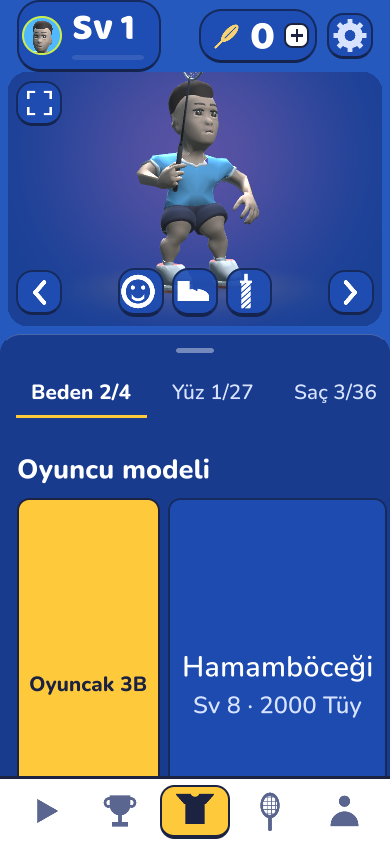 Sv 1
0
Beden 2/4
Yüz 1/27
Saç 3/36
Oyuncu modeli
Oyuncak 3B
Hamamböceği
Sv 8 · 2000 Tüy